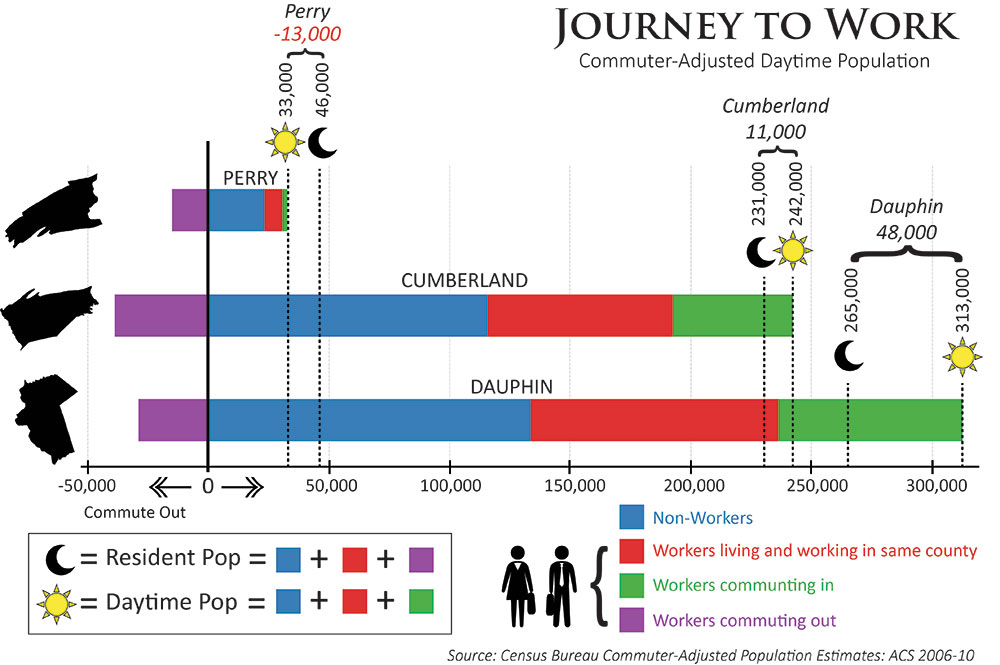 JOURNEY TO WORK
Commuter-Adjusted Daytime Population
Perry
-13,000
33,000
46,000
Cumberland
11,000
231,000
242,000
Dauphin
48,000
265,000
313,000
PERRY
CUMBERLAND
DAUPHIN
-50,000
0
50,000
100,000
150,000
200,000
250,000
300,000
Commute Out
= Resident Pop = + +
= Daytime Pop = + +
Non-Workers
Workers living and working in same county
Workers communting in
Workers commuting out
Source: Census Bureau Commuter-Adjusted Population Estimates: ACS 2006-10